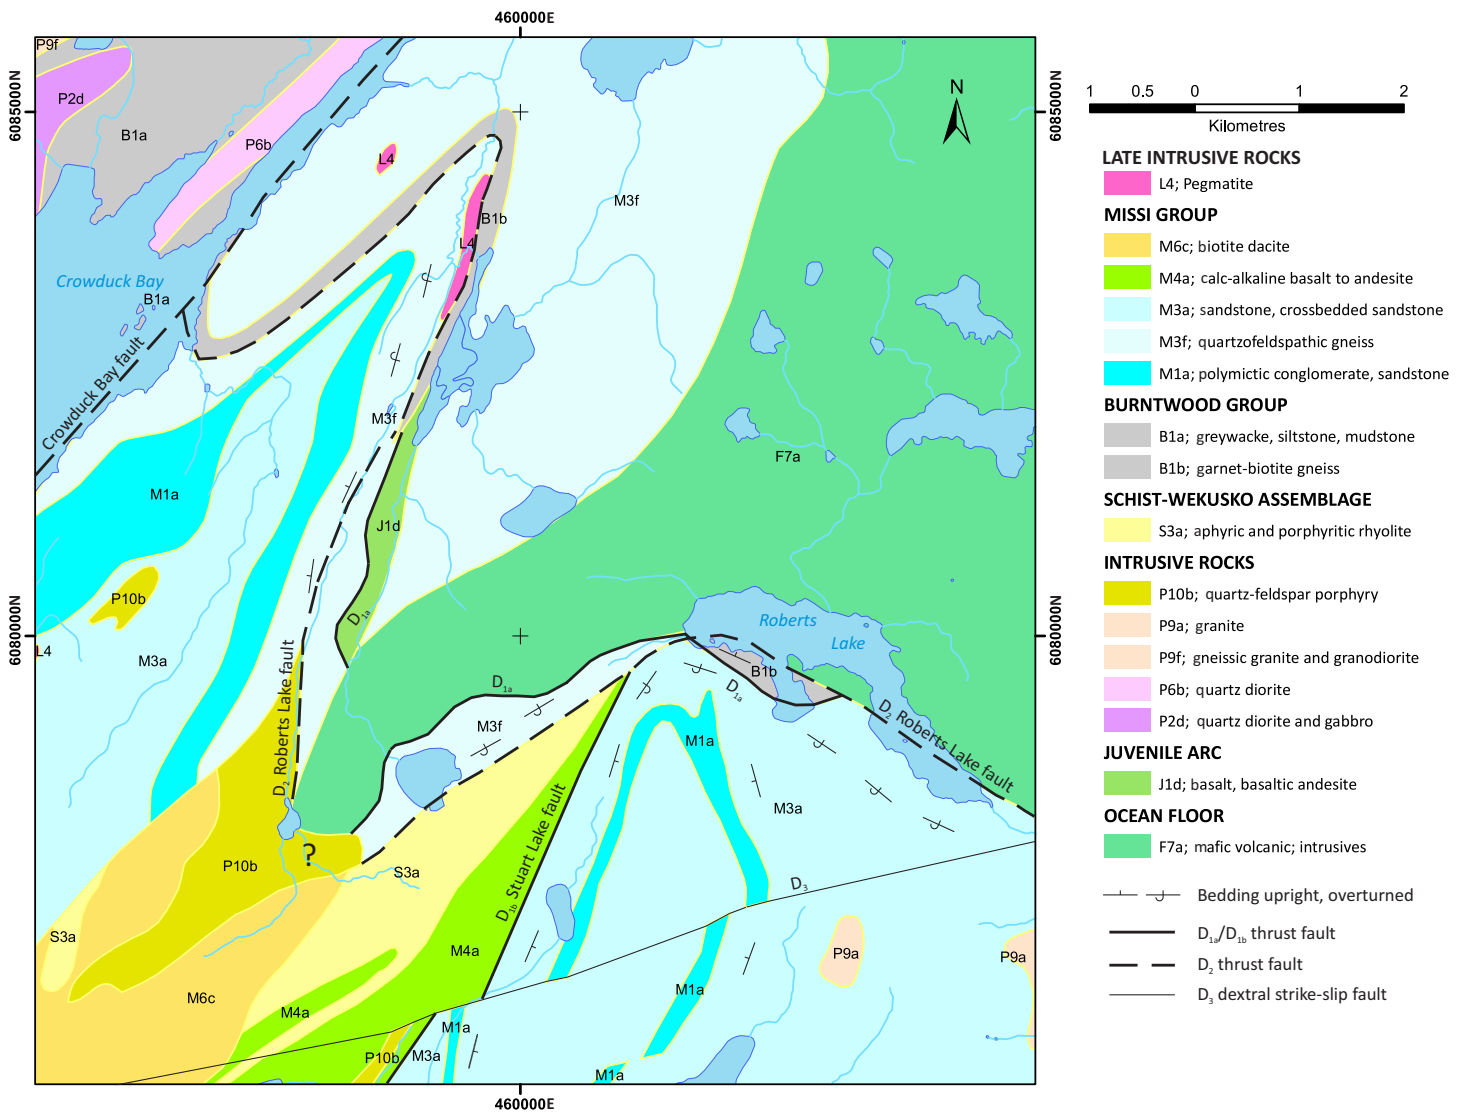 460000E
P9f
P2d
B1a
P6b
L4
M3f
B1b
L4
Crowduck Bay
B1a
Crowduck Bay fault
M3f
M1a
F7a
J1d
P10b
D1a
M3a
L4
Roberts
Lake
B1b
D1a
D1a
D2 Roberts Lake fault
D2 Roberts Lake fault
M3f
M1a
M3a
?
P10b
S3a
D1b Stuart Lake fault
D3
S3a
M4a
P9a
P9a
M6c
M4a
M1a
M1a
P10b
M3a
M1a
460000E
6085000N
6080000N
6085000N
6080000N
N
1 0.5 0 1 2
Kilometres
LATE INTRUSIVE ROCKS
L4; Pegmatite
MISSI GROUP
M6c; biotite dacite
M4a; calc-alkaline basalt to andesite
M3a; sandstone, crossbedded sandstone
M3f; quartzofeldspathic gneiss
M1a; polymictic conglomerate, sandstone
BURNTWOOD GROUP
B1a; greywacke, siltstone, mudstone
B1b; garnet-biotite gneiss
SCHIST-WEKUSKO ASSEMBLAGE
S3a; aphyric and porphyritic rhyolite
INTRUSIVE ROCKS
P10b; quartz-feldspar porphyry
P9a; granite
P9f; gneissic granite and granodiorite
P6b; quartz diorite
P2d; quartz diorite and gabbro
JUVENILE ARC
J1d; basalt, basaltic andesite
OCEAN FLOOR
F7a; mafic volcanic; intrusives
Bedding upright, overturned
D1a/D1b thrust fault
D2 thrust fault
D3 dextral strike-slip fault